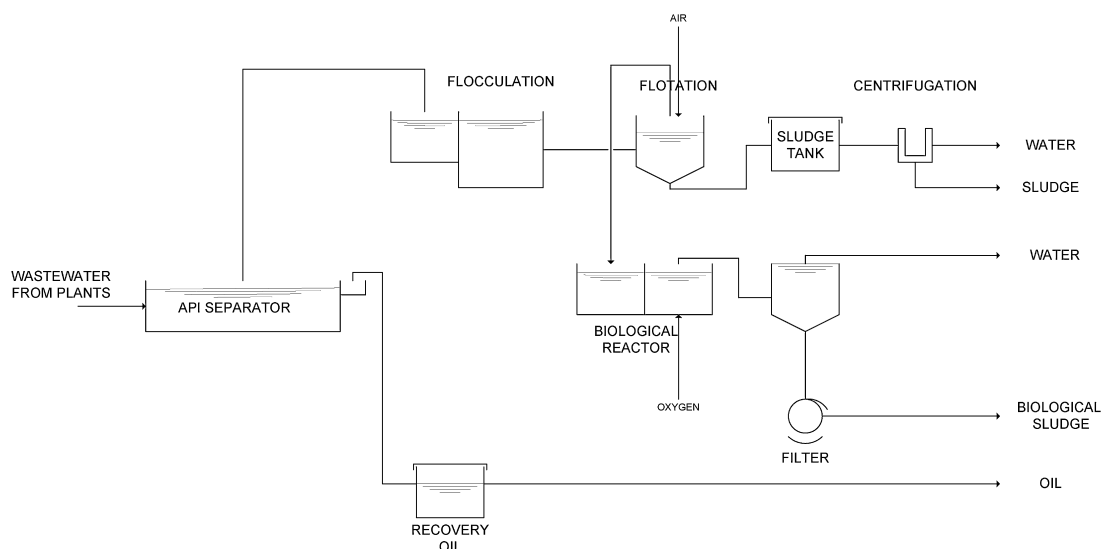 AIR
FLOCCULATION
FLOTATION
CENTRIFUGATION
SLUDGE
TANK
WATER
SLUDGE
WASTEWATER
FROM PLANTS
API SEPARATOR
WATER
BIOLOGICAL
REACTOR
OXYGEN
BIOLOGICAL
SLUDGE
FILTER
OIL
RECOVERY
OIL